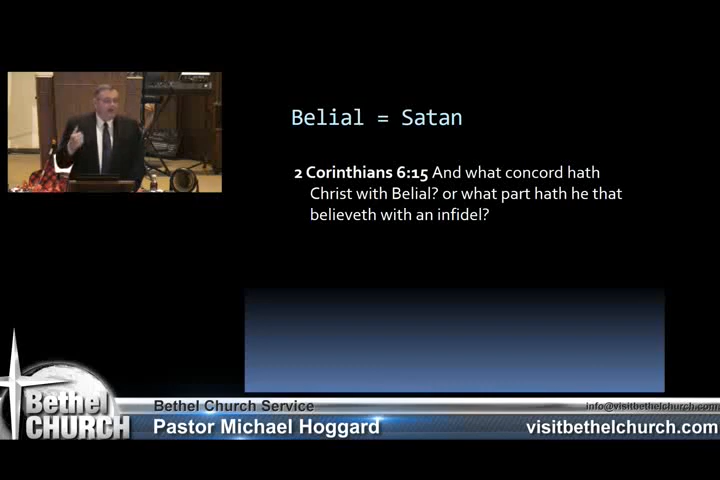 Belial = Satan
2 Corinthians 6:15 And what concord hath
Christ with Belial? or what part hath he that
believeth with an infidel?
Bethel
CHURCH
Bethel Church Service
info@visitbethelchurch.com
Pastor Michael Hoggard
visitbethelchurch.com